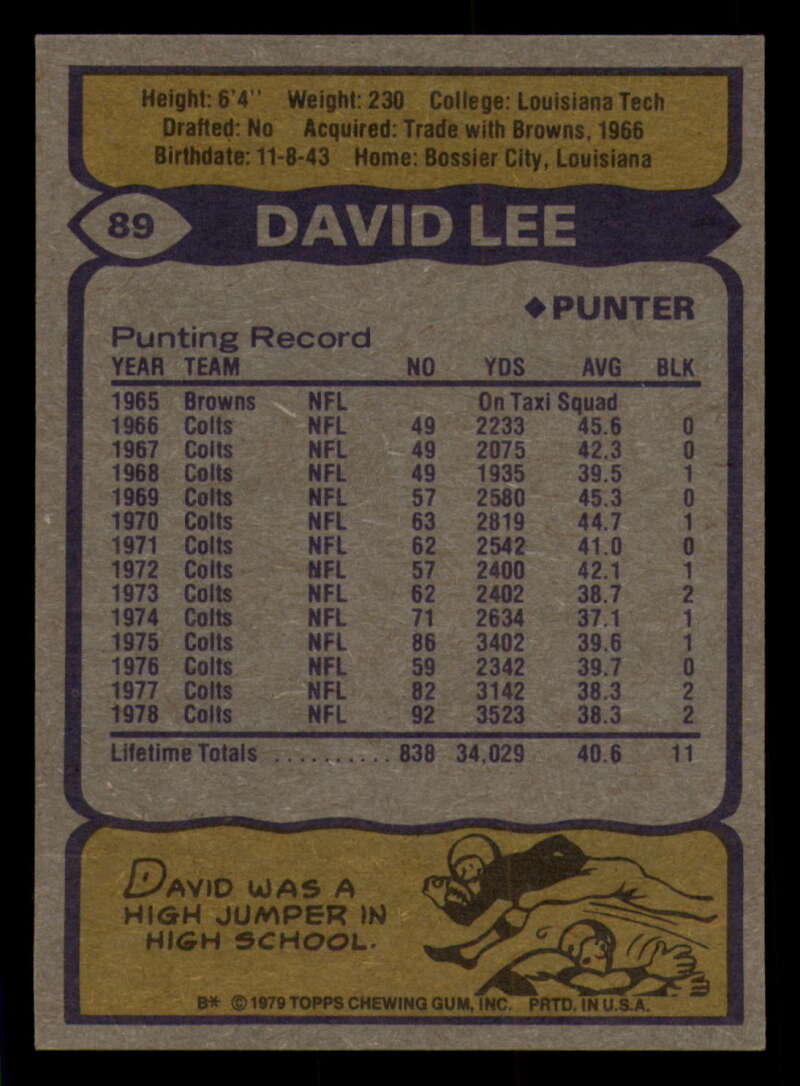 Height: 6'4" Weight: 230 College: Louisiana Tech
Drafted: No Acquired: Trade with Browns, 1966
Birthdate: 11-8-43 Home: Bossier City, Louisiana
89 DAVID LEE
◆PUNTER
Punting Record
YEAR TEAM NO YDS AVG BLK
1965 Browns NFL On Taxi Squad
1966 Colts NFL 49 2233 45.6 0
1967 Colts NFL 49 2075 42.3 0
1968 Colts NFL 49 1935 39.5 1
1969 Colts NFL 57 2580 45.3 0
1970 Colts NFL 63 2819 44.7 1
1971 Colts NFL 62 2542 41.0 0
1972 Colts NFL 57 2400 42.1 1
1973 Colts NFL 62 2402 38.7 2
1974 Colts NFL 71 2634 37.1 1
1975 Colts NFL 86 3402 39.6 1
1976 Colts NFL 59 2342 39.7 0
1977 Colts NFL 82 3142 38.3 2
1978 Colts NFL 92 3523 38.3 2
Lifetime Totals .......... 838 34,029 40.6 11
DAVID WAS A
HIGH JUMPER IN
HIGH SCHOOL.
B* © 1979 TOPPS CHEWING GUM, INC. PRTD. IN U.S.A.